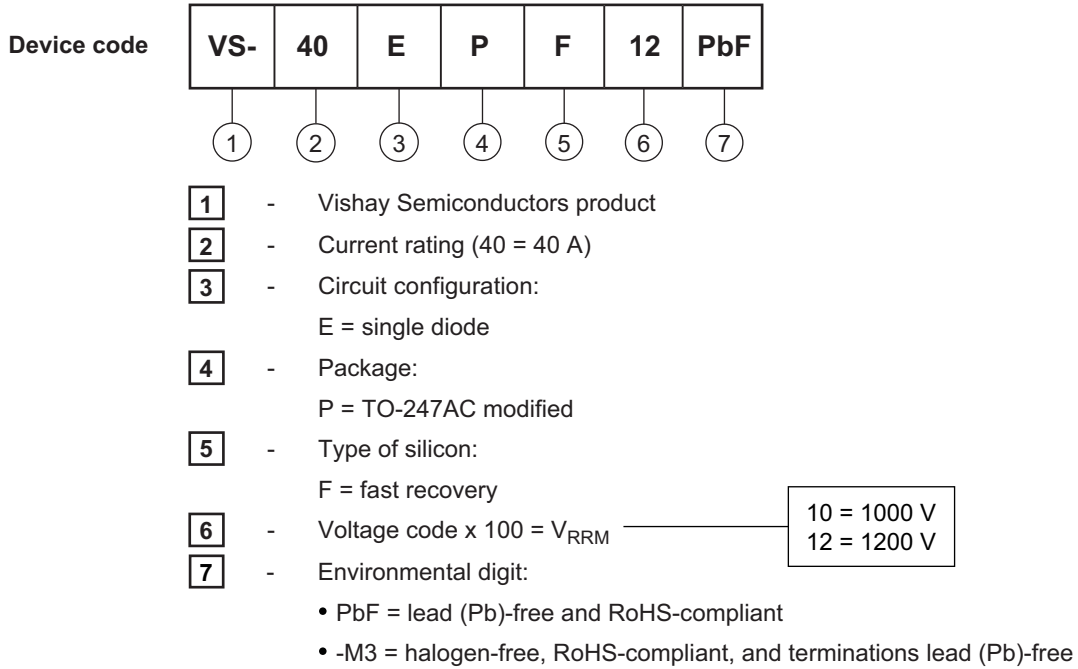 Device code VS- 40 E P F 12 PbF
1 2 3 4 5 6 7
1 - Vishay Semiconductors product
2 - Current rating (40 = 40 A)
3 - Circuit configuration:
E = single diode
4 - Package:
P = TO-247AC modified
5 - Type of silicon:
F = fast recovery
6 - Voltage code x 100 = VRRM
10 = 1000 V
12 = 1200 V
7 - Environmental digit:
• PbF = lead (Pb)-free and RoHS-compliant
• -M3 = halogen-free, RoHS-compliant, and terminations lead (Pb)-free